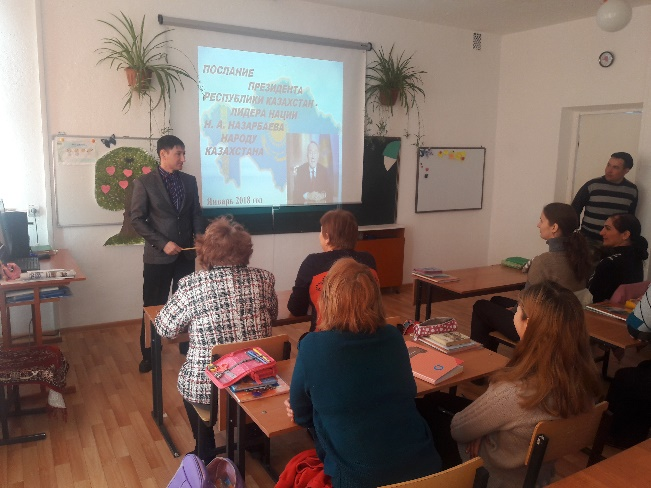 ПОСЛАНИЕ
ПРЕЗИДЕНТА
РЕСПУБЛИКИ КАЗАХСТАН -
ЛИДЕРА НАЦИИ
Н. А. НАЗАРБАЕВА
НАРОДУ
КАЗАХСТАНА
Январь, 2018 год